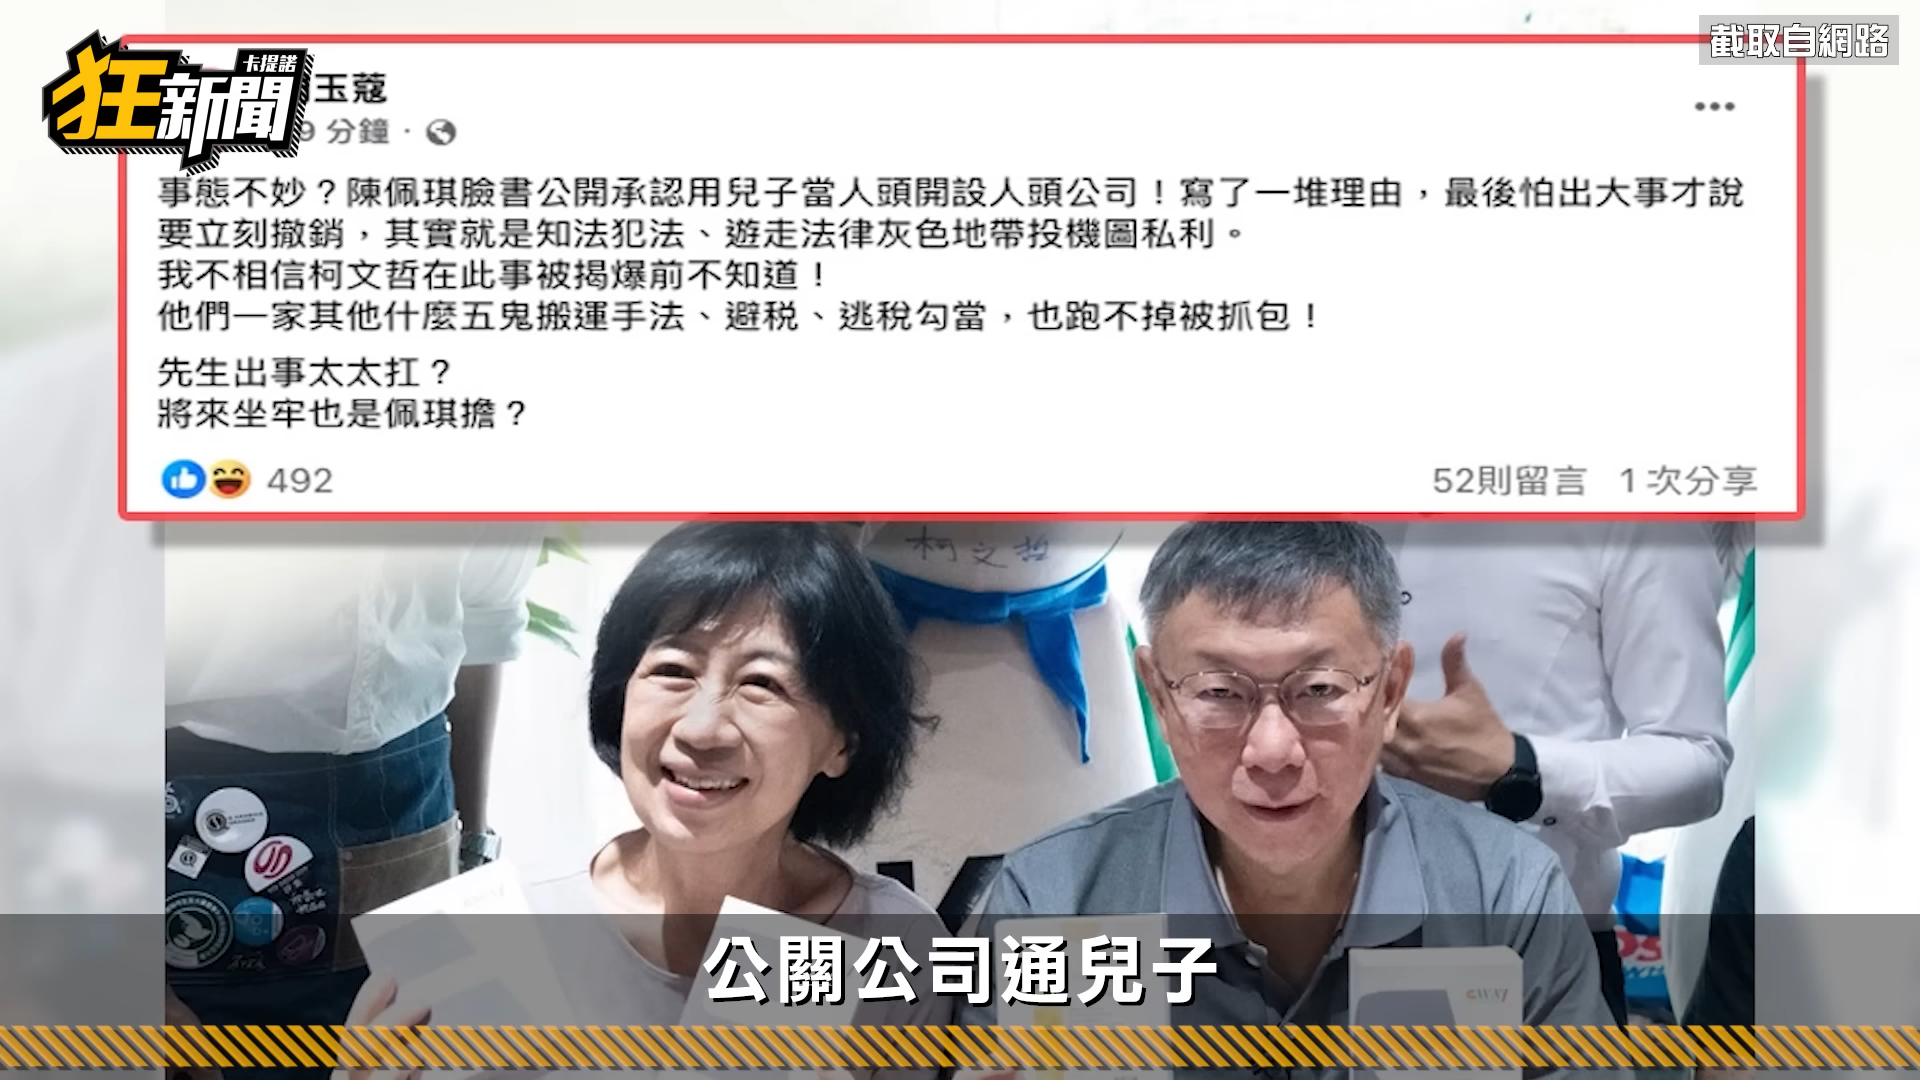 截取自網路
卡提諾
狂新聞
玉蔻
9 分鐘
事態不妙？陳佩琪臉書公開承認用兒子當人頭開設人頭公司！寫了一堆理由，最後怕出大事才說
要立刻撤銷，其實就是知法犯法、遊走法律灰色地帶投機圖私利。
我不相信柯文哲在此事被揭爆前不知道！
他們一家其他什麼五鬼搬運手法、避税、逃稅勾當，也跑不掉被抓包！
先生出事太太扛？
將來坐牢也是佩琪擔？
492
52則留言 1 次分享
柯文哲
公關公司通兒子